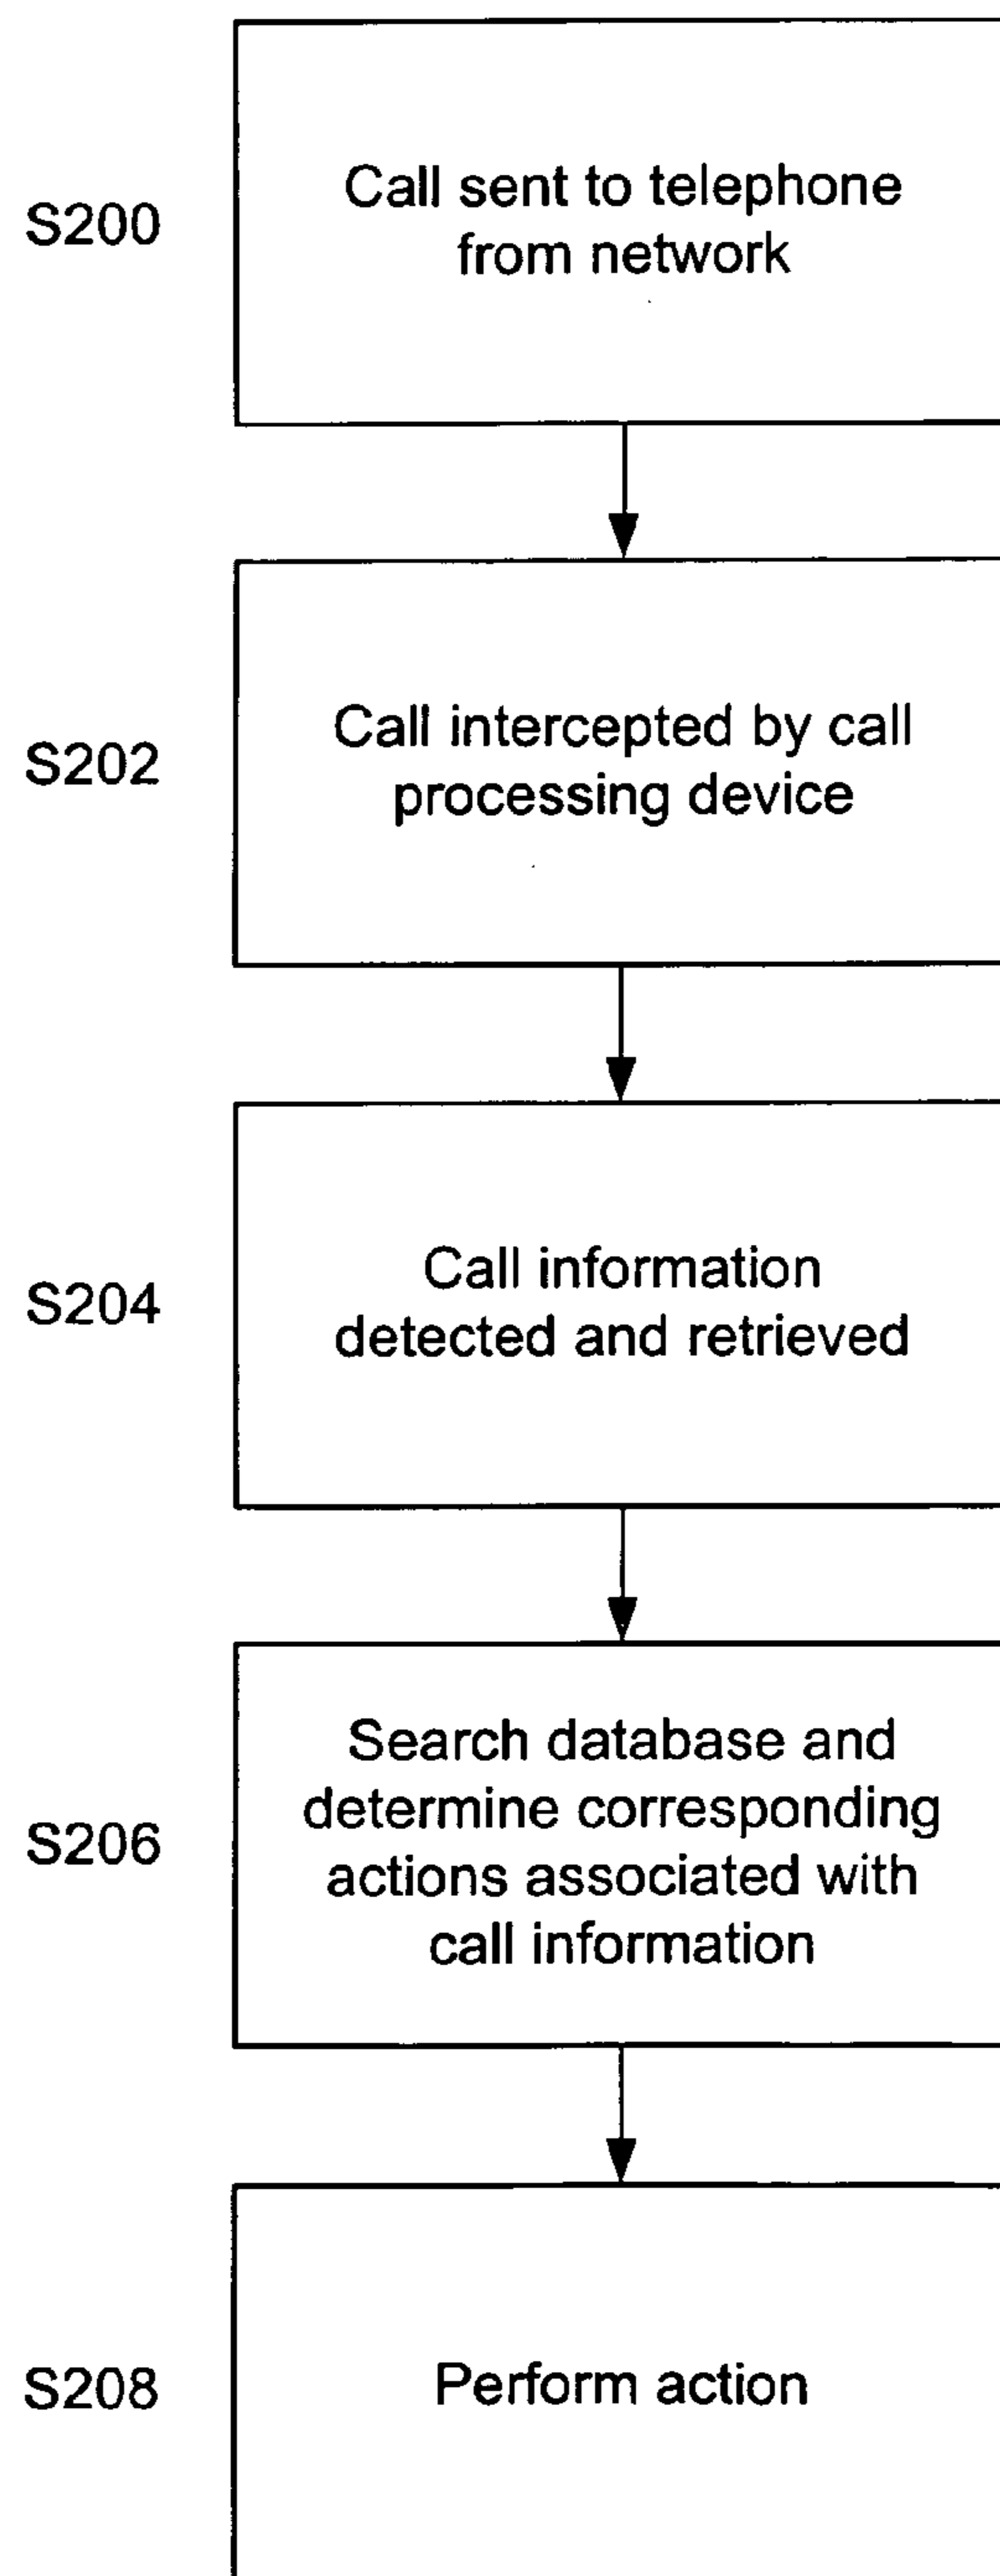 S200
Call sent to telephone
from network
S202
Call intercepted by call
processing device
S204
Call information
detected and retrieved
S206
Search database and
determine corresponding
actions associated with
call information
S208
Perform action